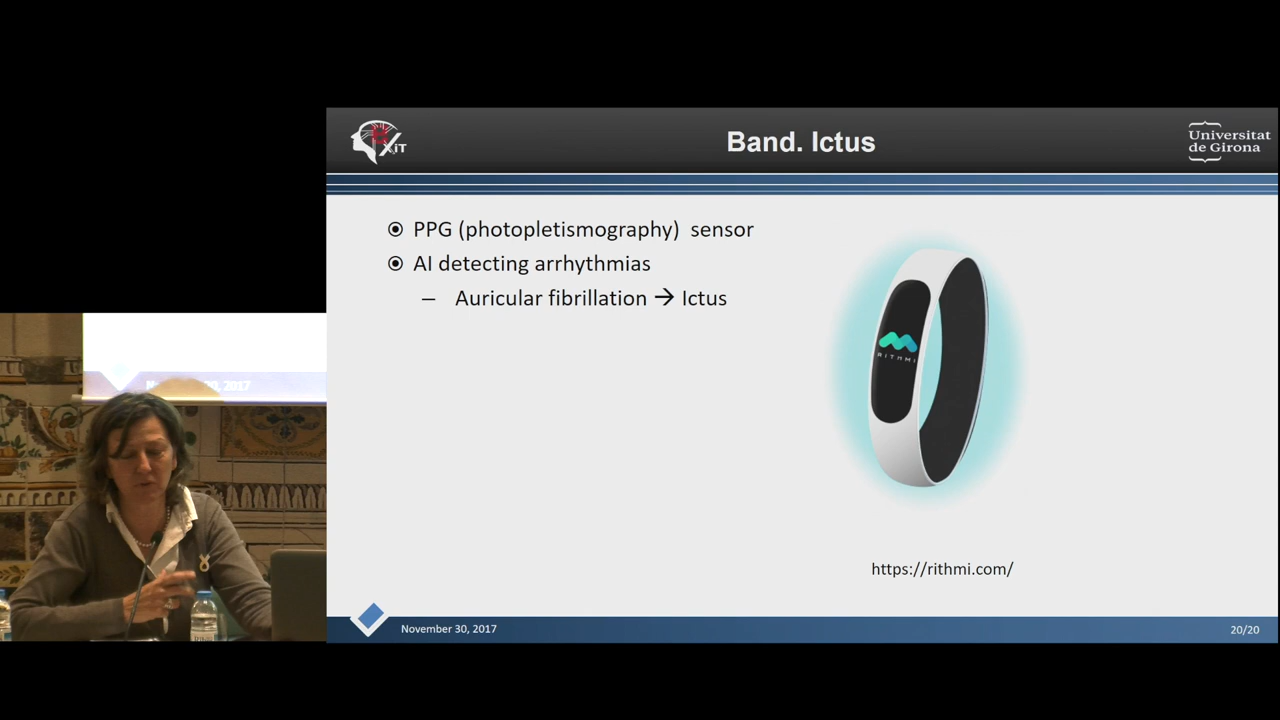 XiT
Band. Ictus
Universitat
de Girona
PPG (photopletismography) sensor
AI detecting arrhythmias
– Auricular fibrillation → Ictus
RITHMI
https://rithmi.com/
November 30, 2017
20/20